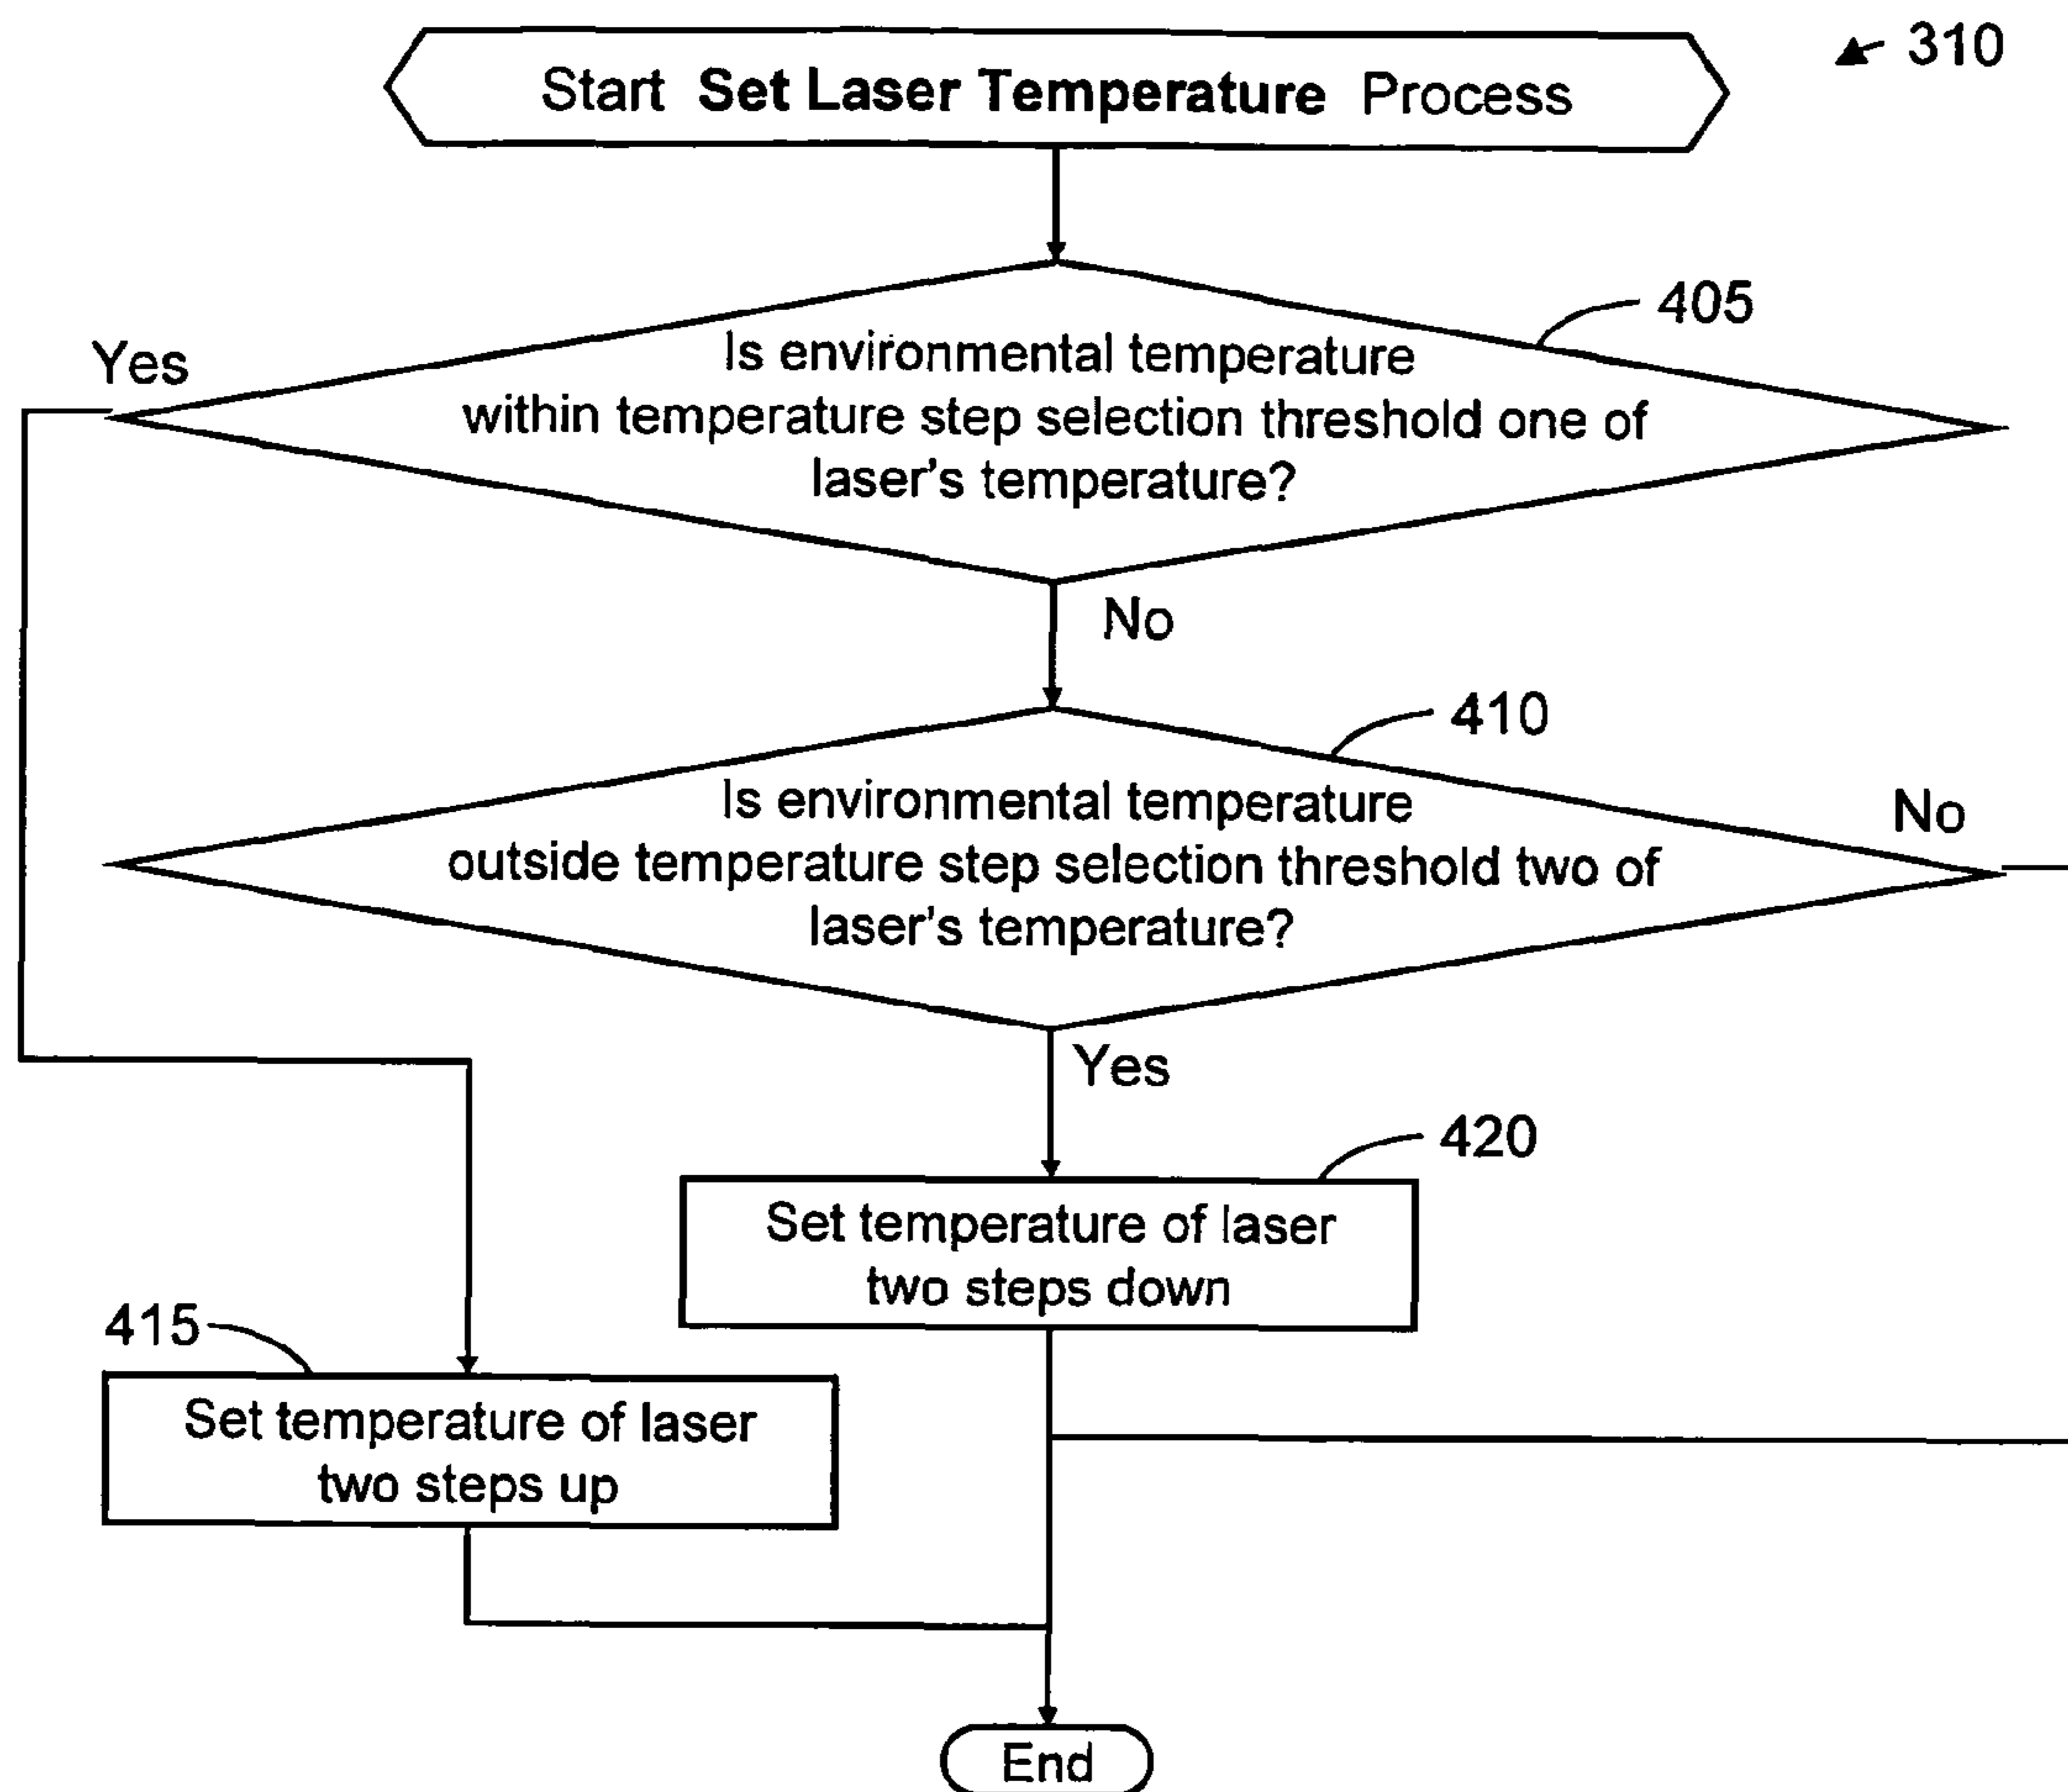 310
Start Set Laser Temperature Process
405
Yes
Is environmental temperature
within temperature step selection threshold one of
laser's temperature?
No
410
Is environmental temperature
outside temperature step selection threshold two of
laser's temperature?
No
Yes
420
Set temperature of laser
two steps down
415
Set temperature of laser
two steps up
End